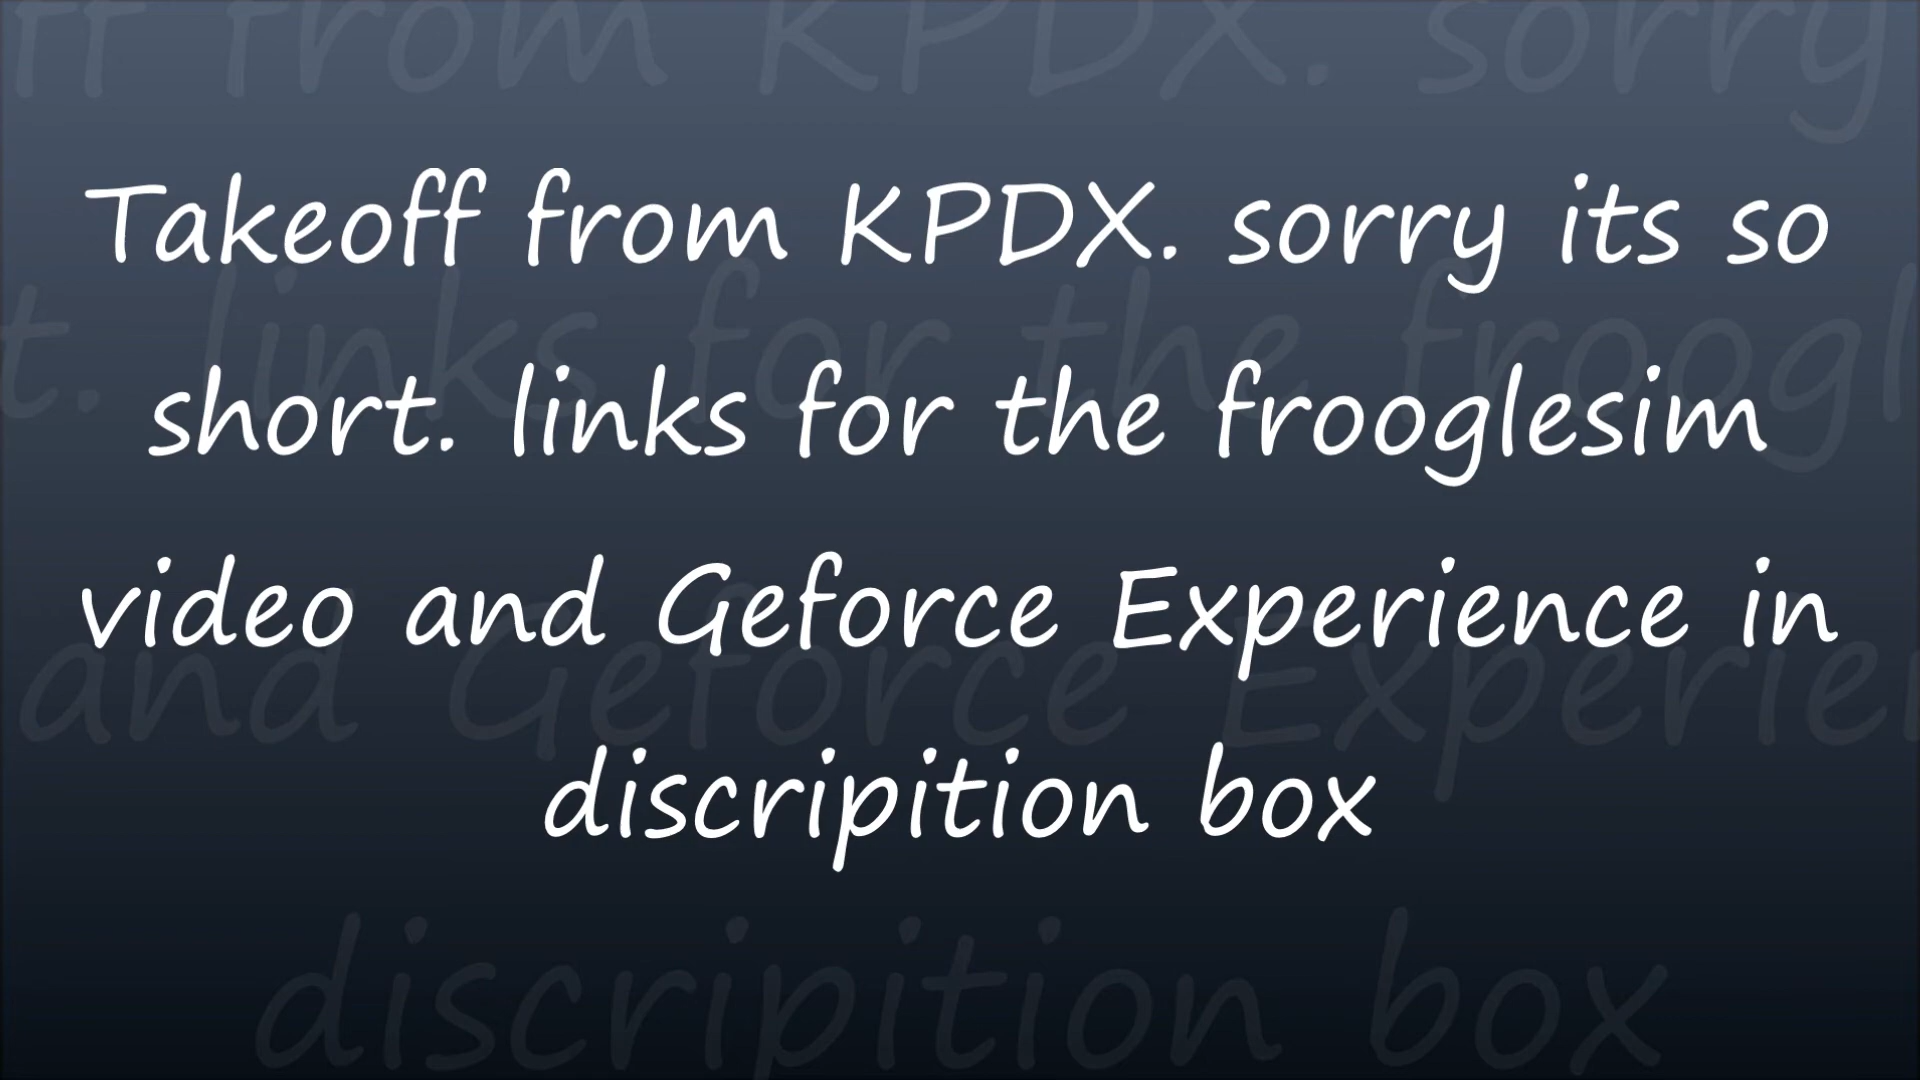 Takeoff from KPDX. sorry its so
short. links for the frooglesim
video and Geforce Experience in
discripition box